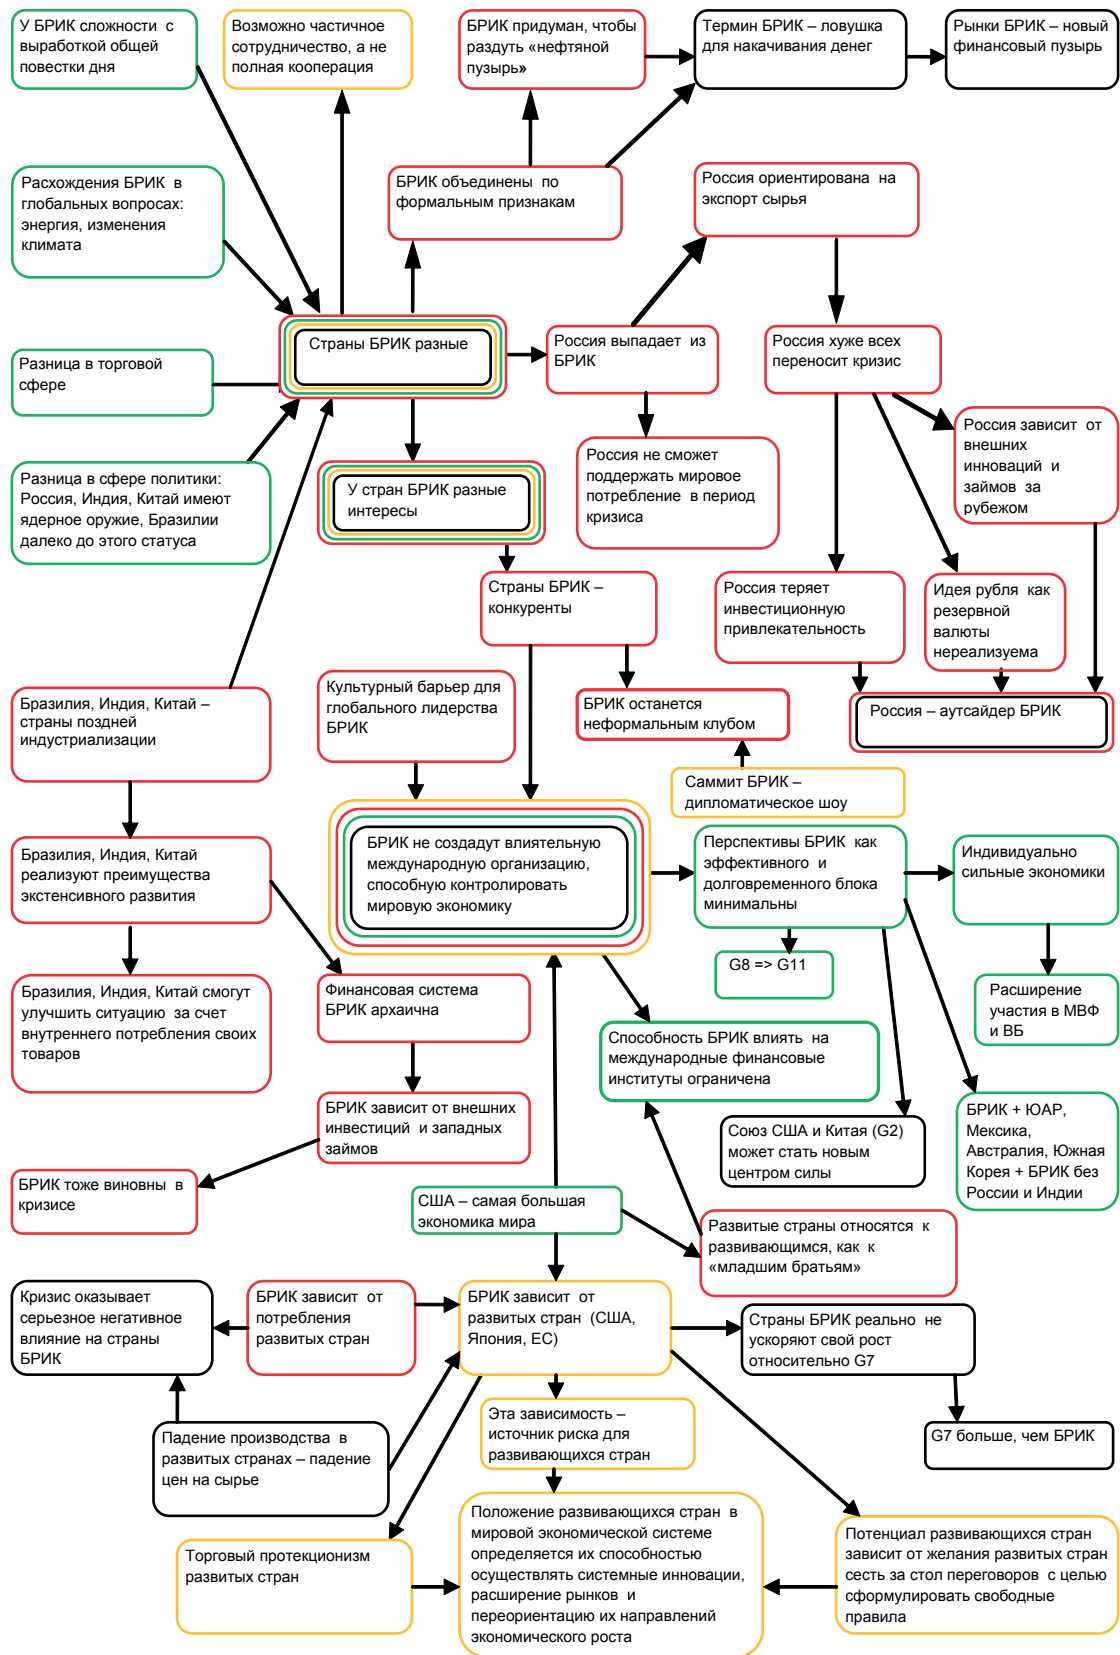 У БРИК сложности с
выработкой общей
повестки дня
Возможно частичное
сотрудничество, а не
полная кооперация
БРИК придуман, чтобы
раздуть «нефтяной
пузырь»
Термин БРИК – ловушка
для накачивания денег
Рынки БРИК – новый
финансовый пузырь
Расхождения БРИК в
глобальных вопросах:
энергия, изменения
климата
БРИК объединены по
формальным признакам
Россия ориентирована на
экспорт сырья
Страны БРИК разные
Россия выпадает из
БРИК
Россия хуже всех
переносит кризис
Разница в торговой
сфере
Россия зависит от
внешних
инноваций и
займов за
рубежом
Разница в сфере политики:
Россия, Индия, Китай имеют
ядерное оружие, Бразилии
далеко до этого статуса
У стран БРИК разные
интересы
Россия не сможет
поддержать мировое
потребление в период
кризиса
Страны БРИК –
конкуренты
Россия теряет
инвестиционную
привлекательность
Идея рубля как
резервной
валюты
нереализуема
Бразилия, Индия, Китай –
страны поздней
индустриализации
Культурный барьер для
глобального лидерства
БРИК
БРИК останется
неформальным клубом
Россия – аутсайдер БРИК
Саммит БРИК –
дипломатическое шоу
Бразилия, Индия, Китай
реализуют преимущества
экстенсивного развития
БРИК не создадут влиятельную
международную организацию,
способную контролировать
мировую экономику
Перспективы БРИК как
эффективного и
долговременного блока
минимальны
Индивидуально
сильные экономики
G8 => G11
Бразилия, Индия, Китай смогут
улучшить ситуацию за счет
внутреннего потребления своих
товаров
Финансовая система
БРИК архаична
Способность БРИК влиять на
международные финансовые
институты ограничена
Расширение
участия в МВФ
и ВБ
БРИК зависит от внешних
инвестиций и западных
займов
Союз США и Китая (G2)
может стать новым
центром силы
БРИК + ЮАР,
Мексика,
Австралия, Южная
Корея + БРИК без
России и Индии
БРИК тоже виновны в
кризисе
США – самая большая
экономика мира
Развитые страны относятся к
развивающимся, как к
«младшим братьям»
Кризис оказывает
серьезное негативное
влияние на страны
БРИК
БРИК зависит от
потребления
развитых стран
БРИК зависит от
развитых стран (США,
Япония, ЕС)
Страны БРИК реально не
ускоряют свой рост
относительно G7
Эта зависимость –
источник риска для
развивающихся стран
G7 больше, чем БРИК
Падение производства в
развитых странах – падение
цен на сырье
Торговый протекционизм
развитых стран
Положение развивающихся стран в
мировой экономической системе
определяется их способностью
осуществлять системные инновации,
расширение рынков и
переориентацию их направлений
экономического роста
Потенциал развивающихся стран
зависит от желания развитых стран
сесть за стол переговоров с целью
сформулировать свободные
правила